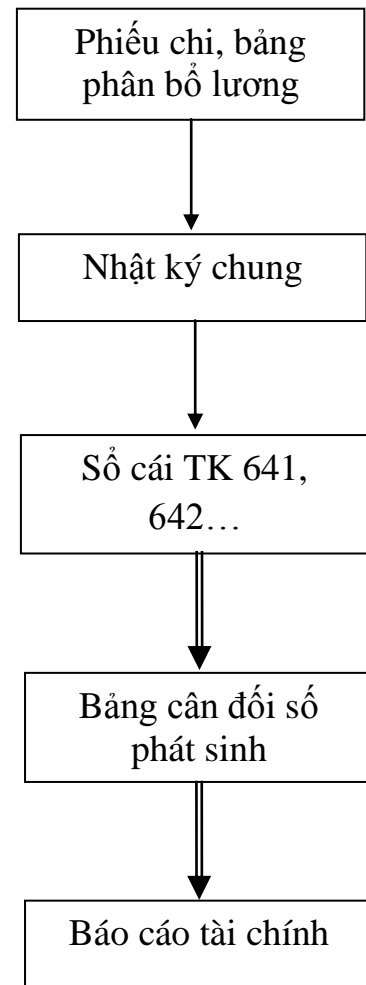 Phiếu chi, bảng
phân bổ lương
Nhật ký chung
Sổ cái TK 641,
642…
Bảng cân đối số
phát sinh
Báo cáo tài chính